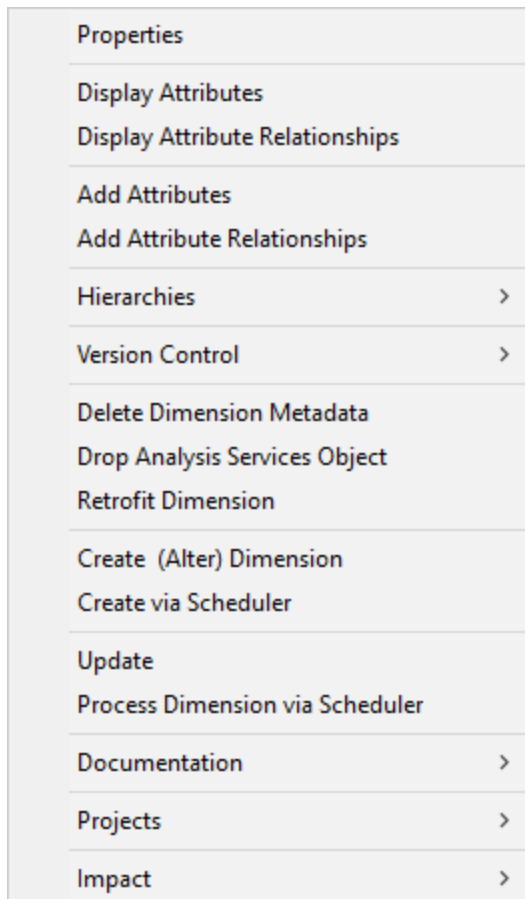 Properties
Display Attributes
Display Attribute Relationships
Add Attributes
Add Attribute Relationships
Hierarchies
Version Control
Delete Dimension Metadata
Drop Analysis Services Object
Retrofit Dimension
Create  (Alter) Dimension
Create via Scheduler
Update
Process Dimension via Scheduler
Documentation
Projects
Impact